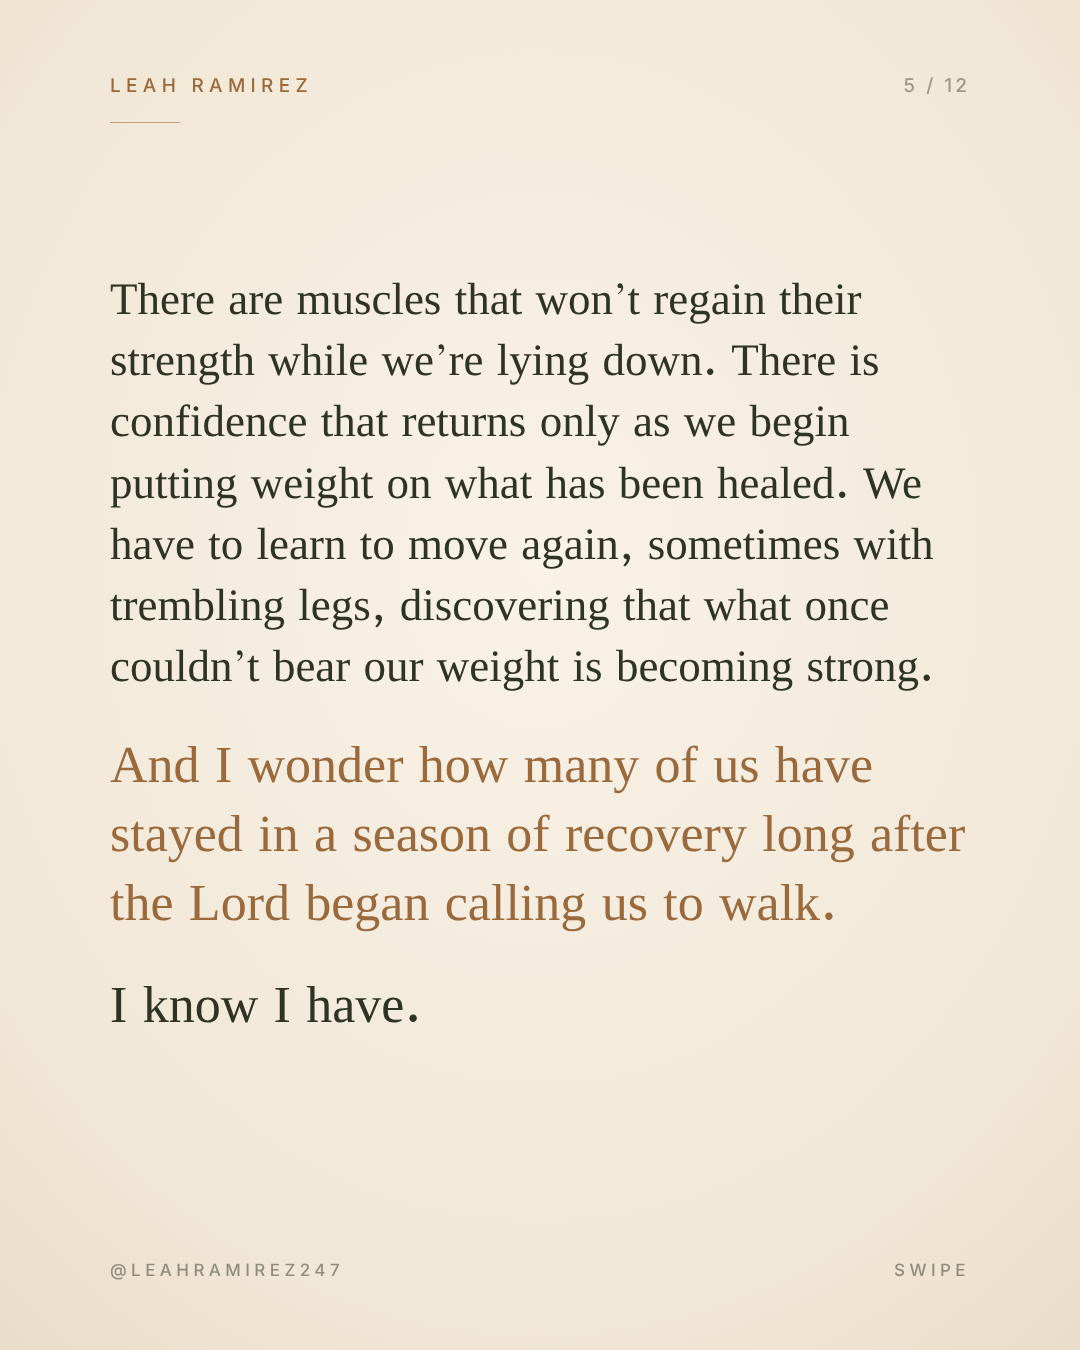 LEAH RAMIREZ
5 / 12
There are muscles that won’t regain their
strength while we’re lying down. There is
confidence that returns only as we begin
putting weight on what has been healed. We
have to learn to move again, sometimes with
trembling legs, discovering that what once
couldn’t bear our weight is becoming strong.
And I wonder how many of us have
stayed in a season of recovery long after
the Lord began calling us to walk.
I know I have.
@LEAHRAMIREZ247
SWIPE